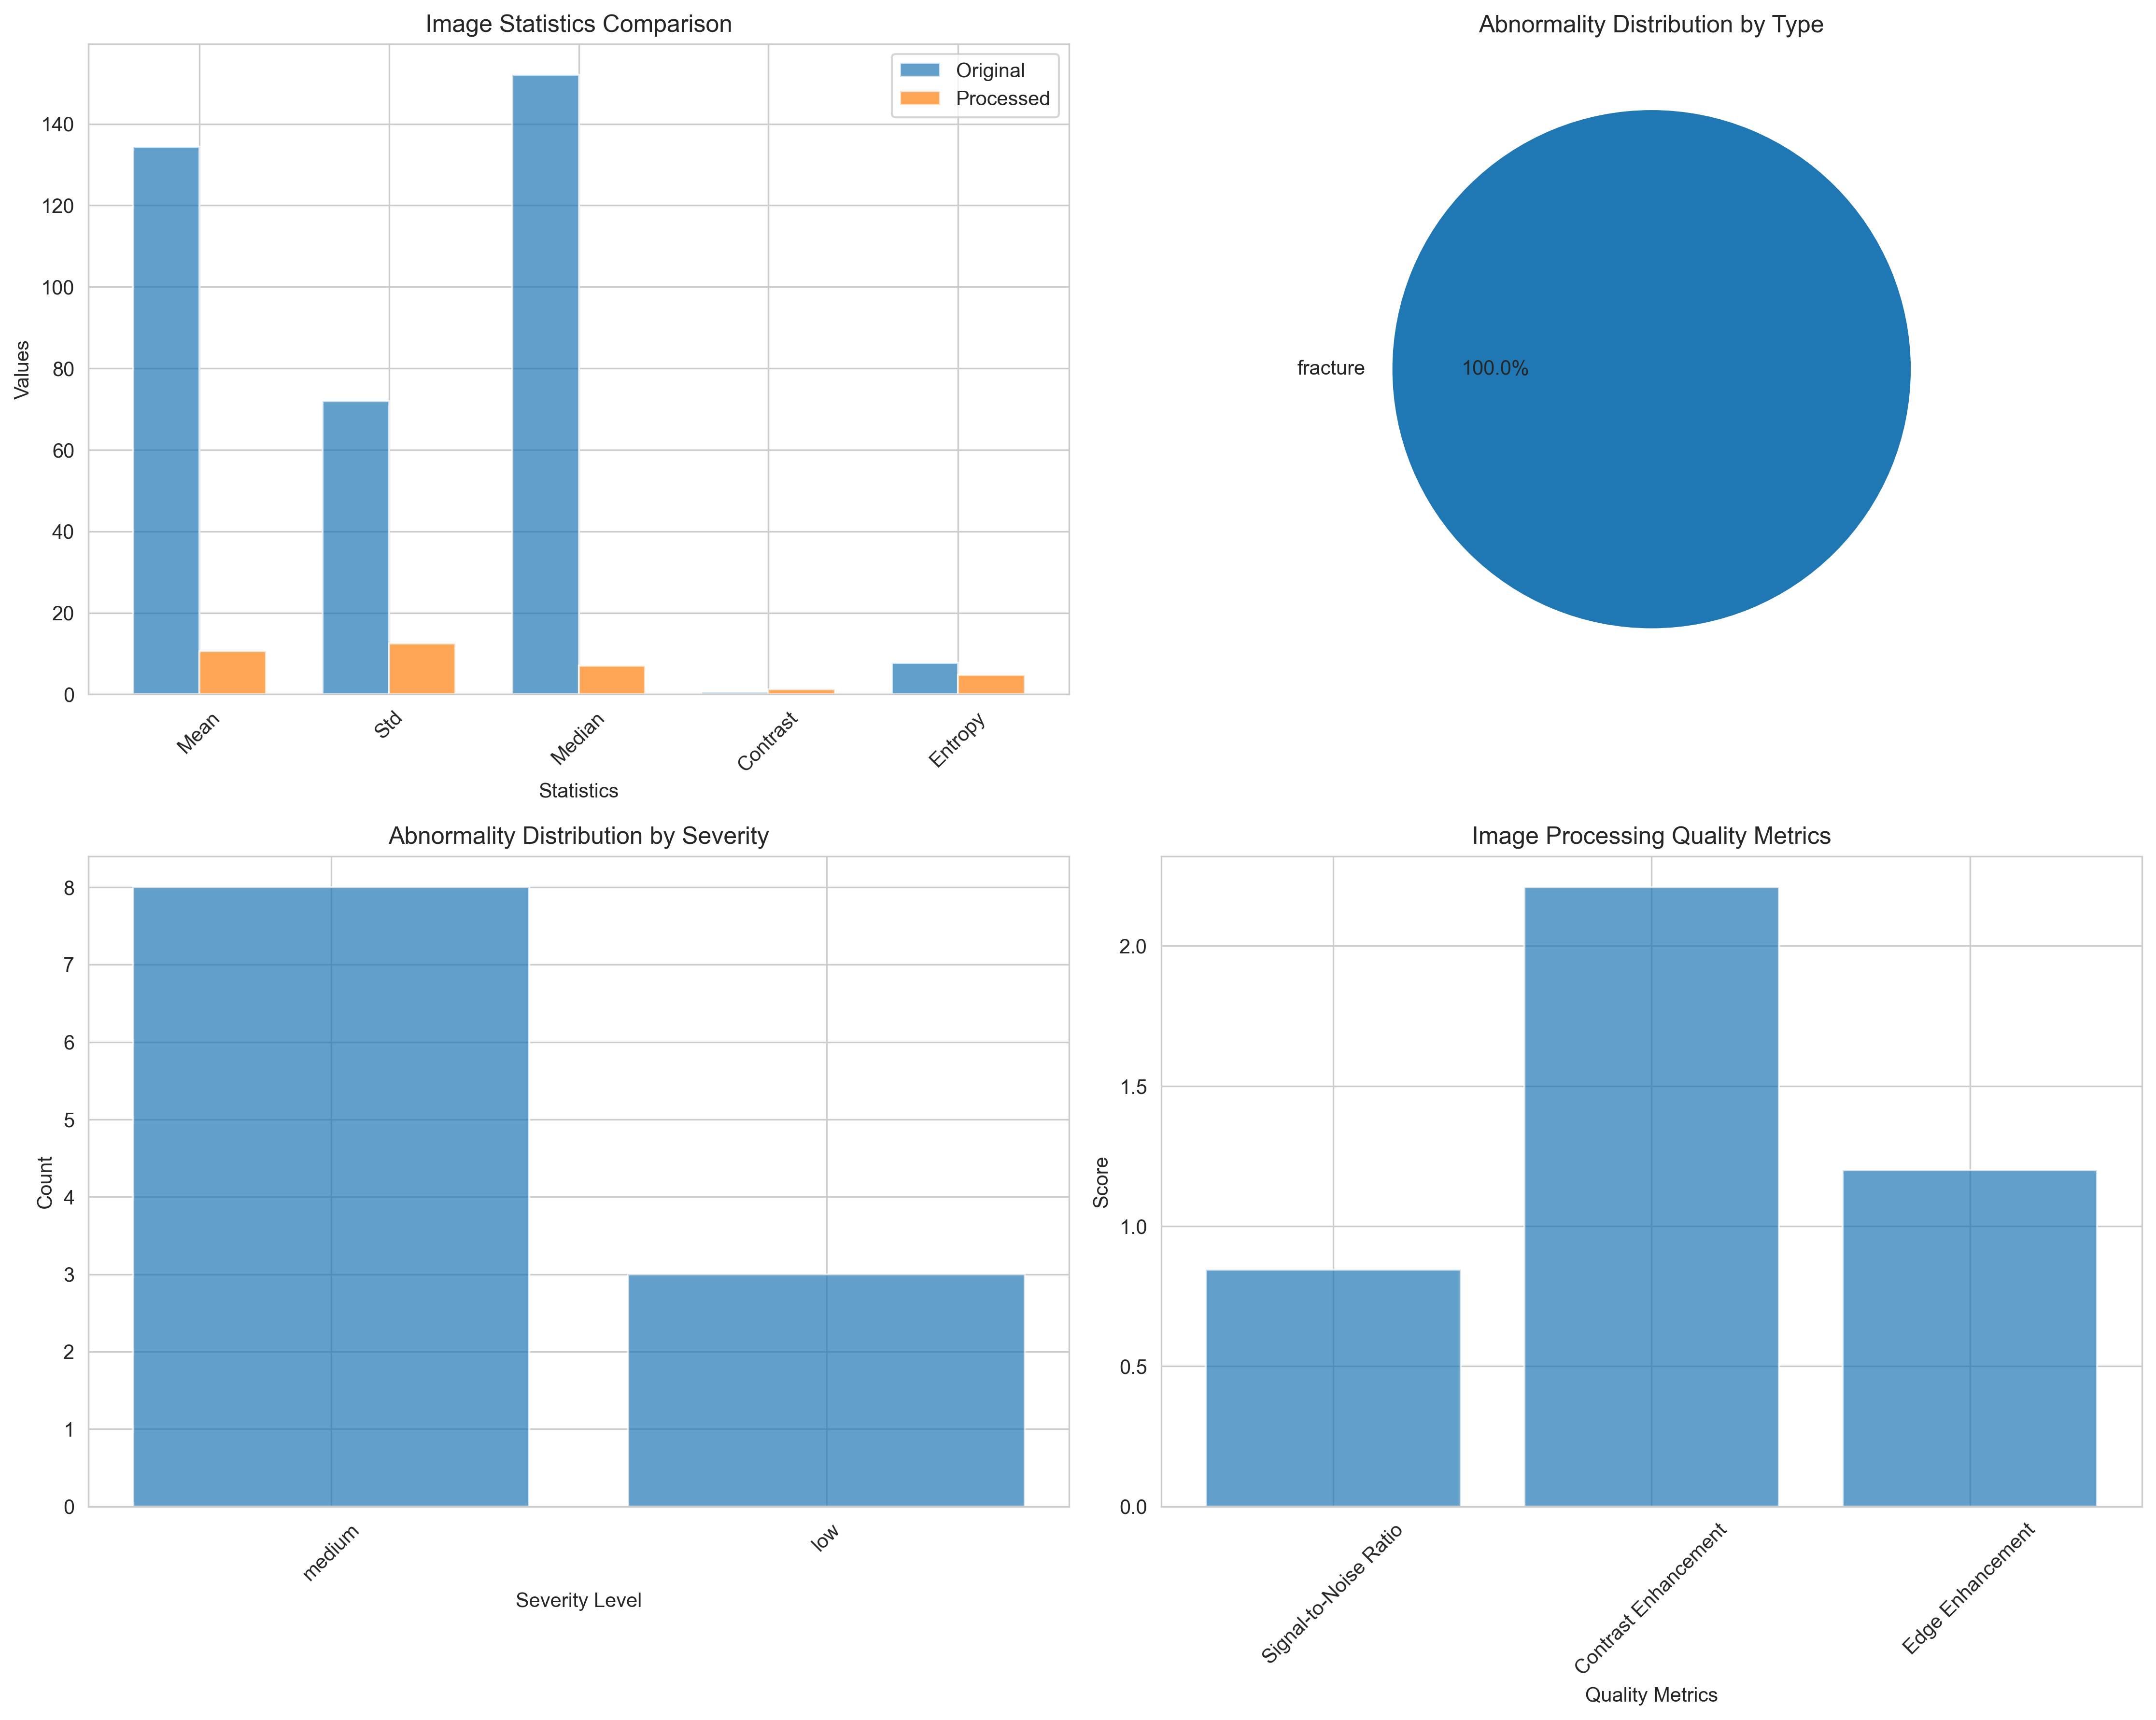 Image Statistics Comparison
Original
Processed
140
120
100
80
60
40
20
0
Values
Mean
Std
Median
Contrast
Entropy
Statistics
Abnormality Distribution by Type
fracture
100.0%
Abnormality Distribution by Severity
8
7
6
5
4
3
2
1
0
Count
medium
low
Severity Level
Image Processing Quality Metrics
2.0
1.5
1.0
0.5
0.0
Score
Signal-to-Noise Ratio
Contrast Enhancement
Edge Enhancement
Quality Metrics